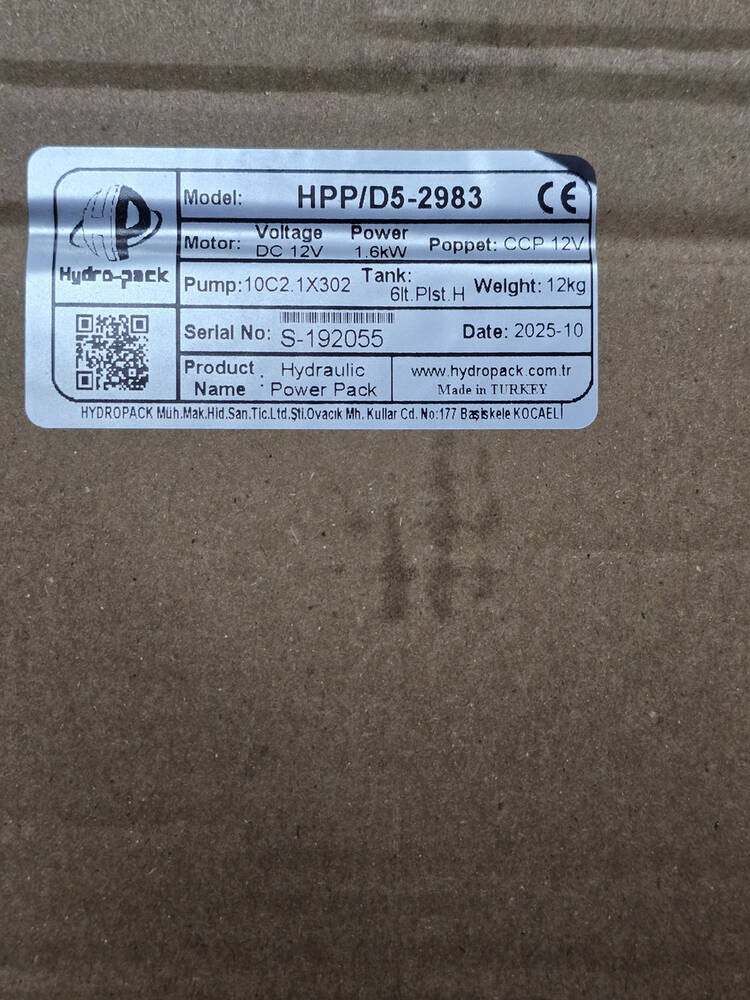 Model: HPP/D5-2983 CE
Hydro-pack
Motor: Voltage DC 12V Power 1.6kW Poppet: CCP 12V
Pump:10C2.1X302 Tank: 6lt.Plst.H Weight: 12kg
Serial No: S-192055 Date: 2025-10
Product Name : Hydraulic Power Pack
www.hydropack.com.tr
Made in TURKEY
HYDROPACK Müh.Mak.Hid.San.Tic.Ltd.Şti.Ovacık Mh. Kullar Cd. No:177 Başiskele KOCAELİ